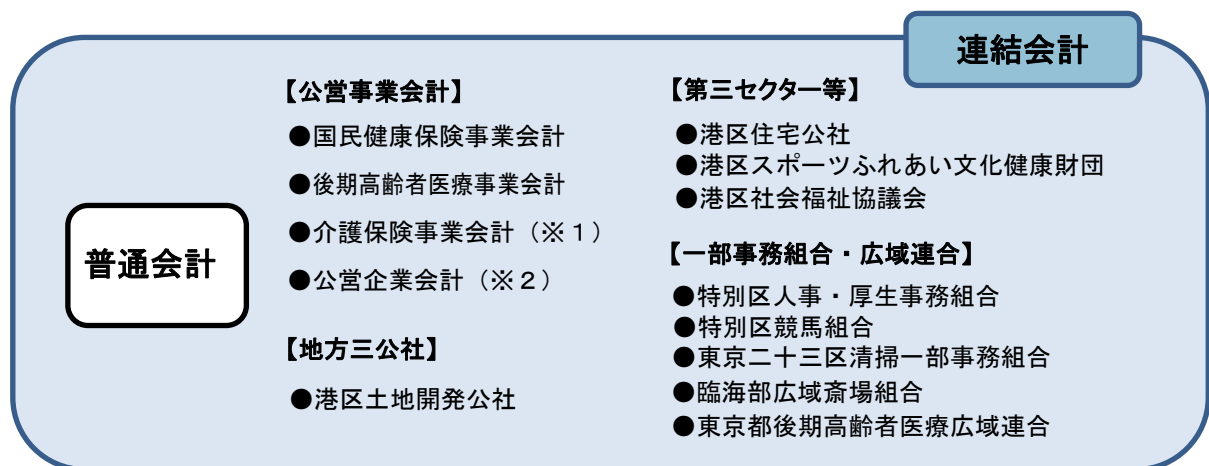 連結会計
普通会計
【公営事業会計】
●国民健康保険事業会計
●後期高齢者医療事業会計
●介護保険事業会計（※１）
●公営企業会計（※２）
【地方三公社】
●港区土地開発公社
【第三セクター等】
●港区住宅公社
●港区スポーツふれあい文化健康財団
●港区社会福祉協議会
【一部事務組合・広域連合】
●特別区人事・厚生事務組合
●特別区競馬組合
●東京二十三区清掃一部事務組合
●臨海部広域斎場組合
●東京都後期高齢者医療広域連合